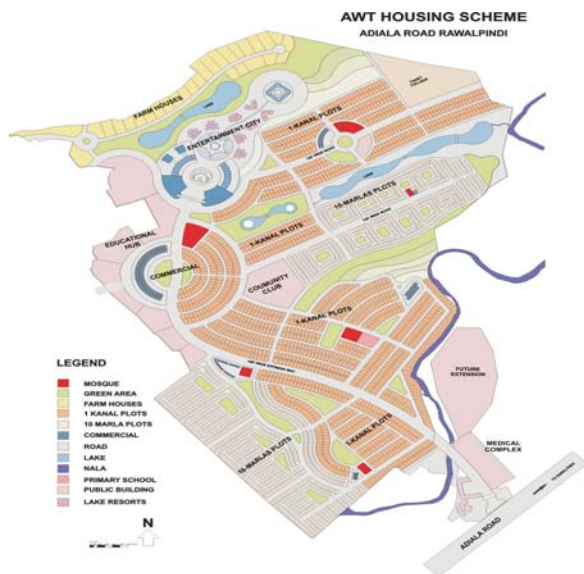 AWT HOUSING SCHEME
ADIALA ROAD RAWALPINDI
FARM HOUSES
LAKE
ENTERTAINMENT CITY
1-KANAL PLOTS
LAKE
10-MARLAS PLOTS
EDUCATIONAL
HUB
COMMERCIAL
1-KANAL PLOTS
COUMUNITY
CLUB
1-KANAL PLOTS
FUTURE
EXTENSION
MEDICAL
COMPLEX
10-MARLAS PLOTS
1-KANAL PLOTS
ADIALA ROAD
LEGEND
MOSQUE
GREEN AREA
FARM HOUSES
1 KANAL PLOTS
10 MARLA PLOTS
COMMERCIAL
ROAD
LAKE
NALA
PRIMARY SCHOOL
PUBLIC BUILDING
LAKE RESORTS
N